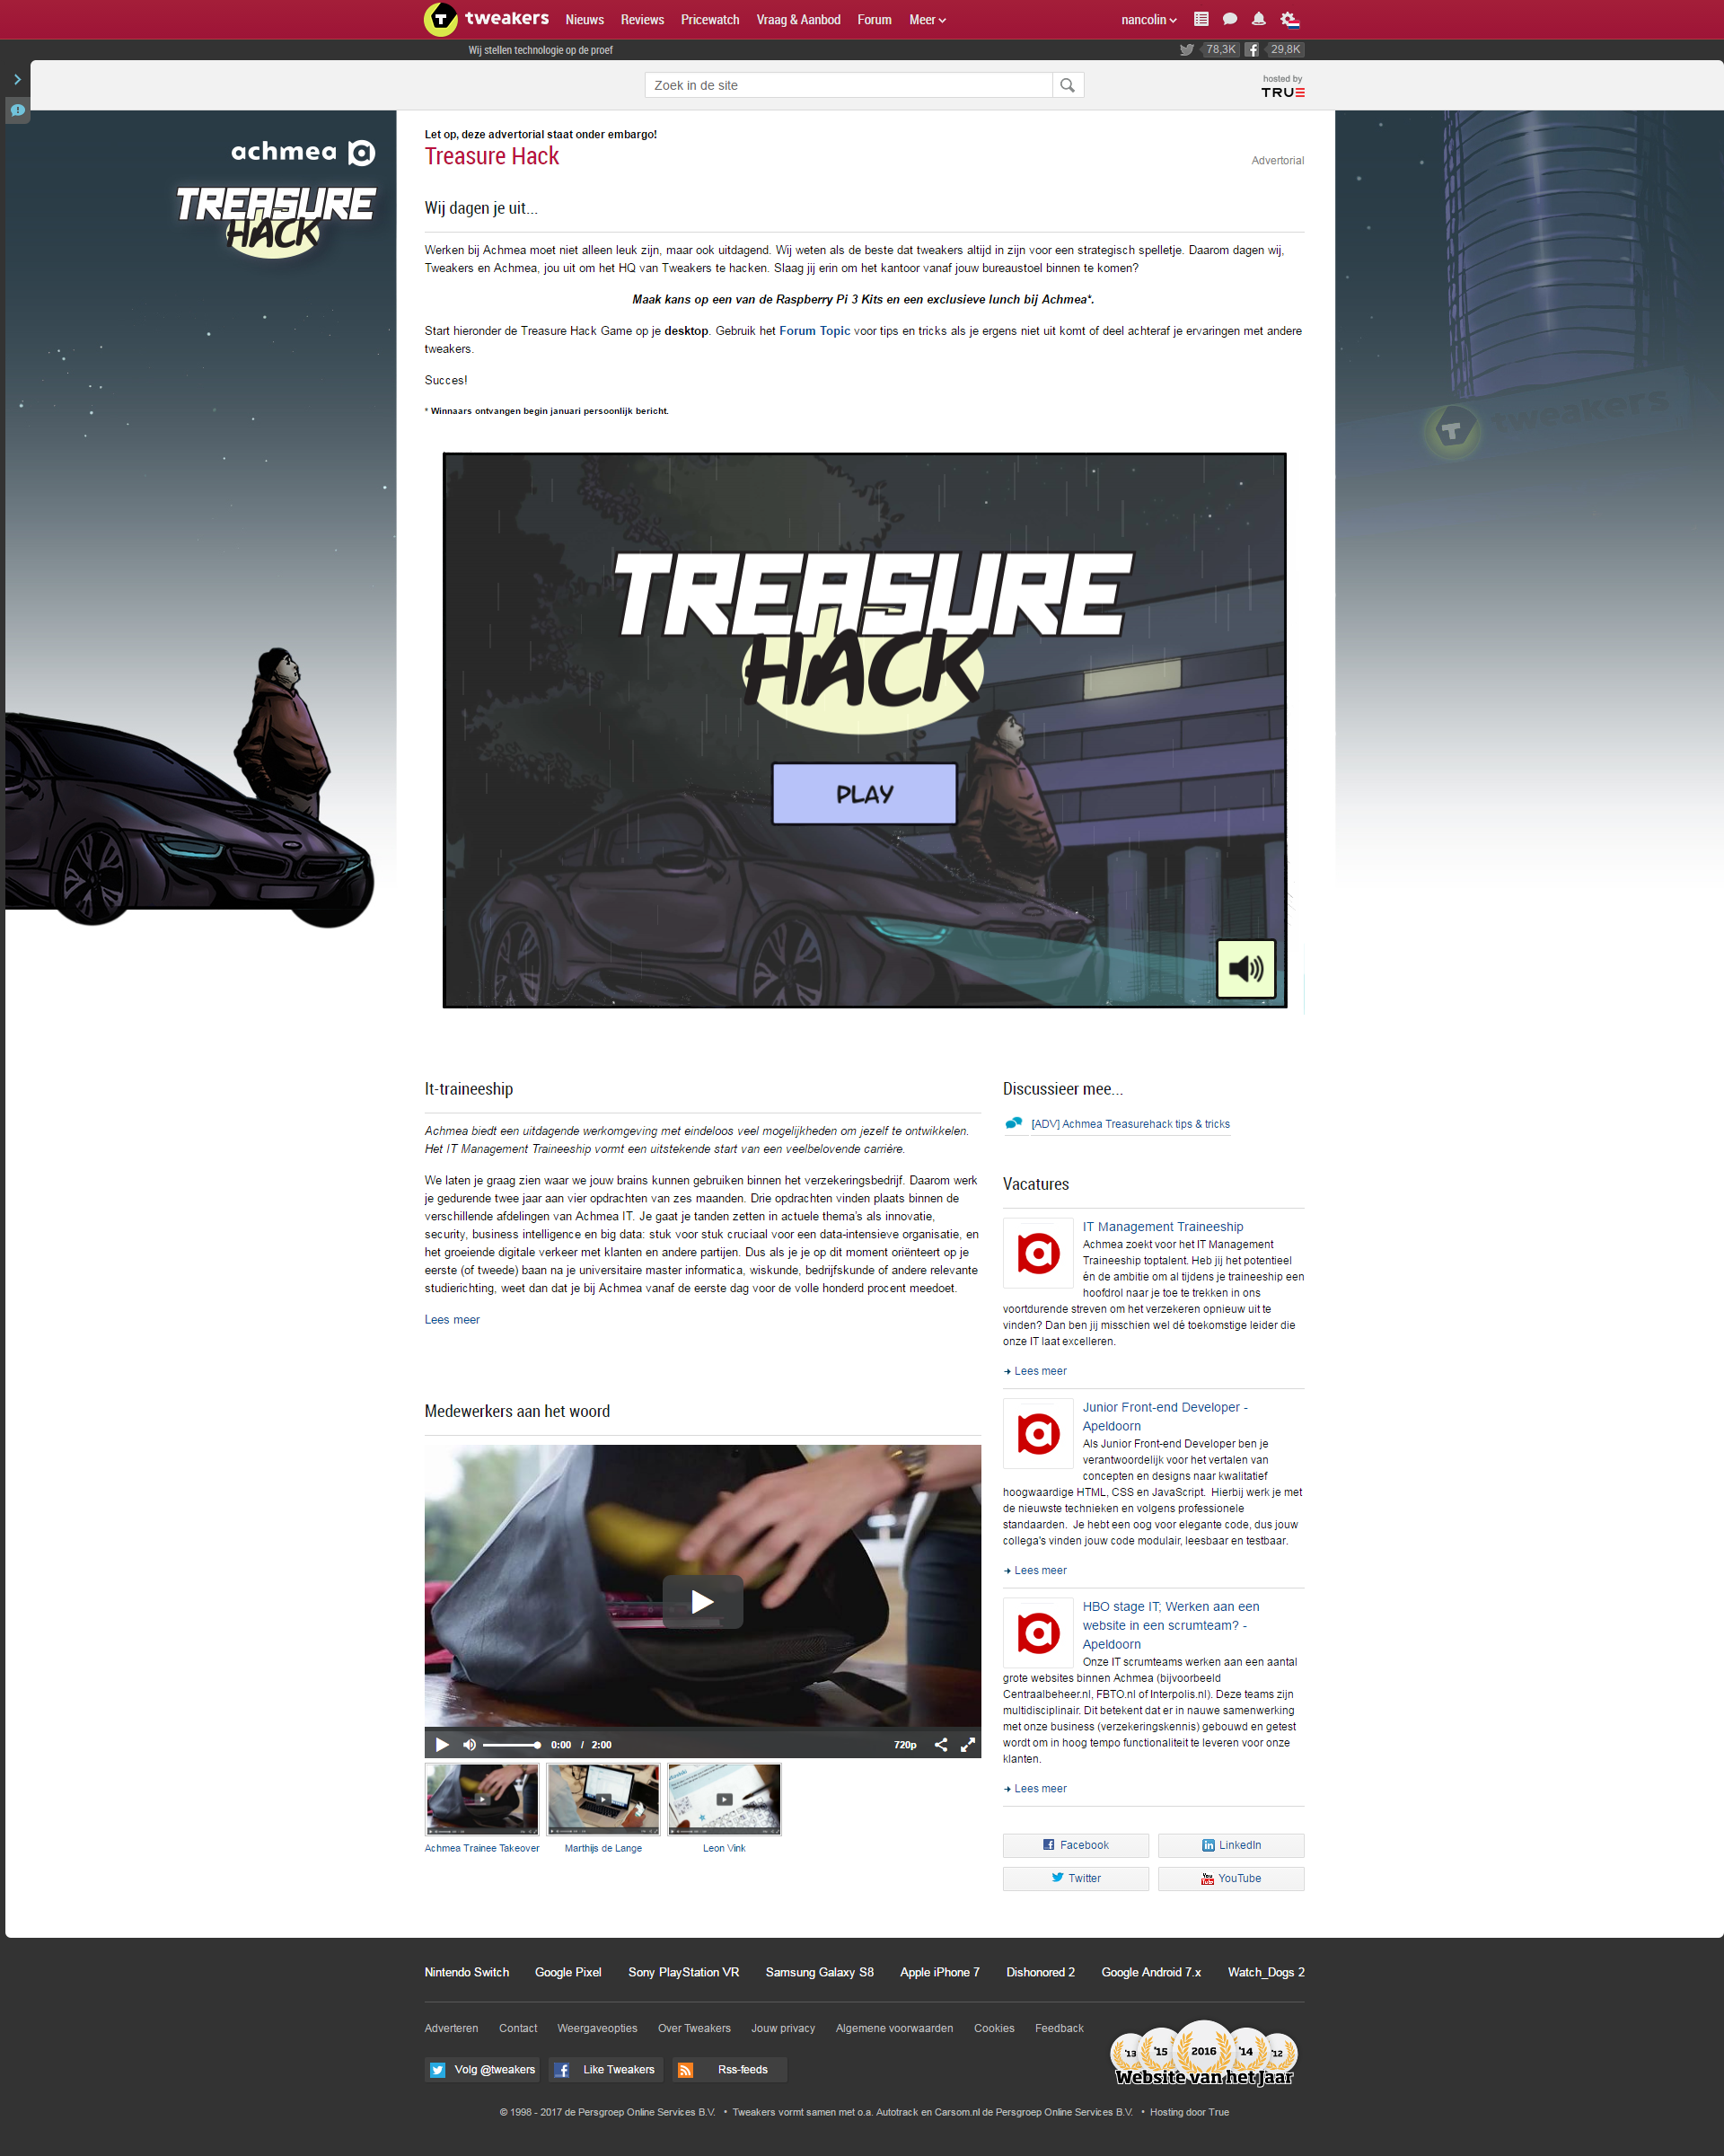 tweakers Nieuws Reviews Pricewatch Vraag & Aanbod Forum Meer nancolin
Wij stellen technologie op de proef 78,3K 29,8K
Zoek in de site
hosted by
TRUE
achmea
TREASURE
HACK
tweakers
Let op, deze advertorial staat onder embargo!
Treasure Hack
Advertorial
Wij dagen je uit...
Werken bij Achmea moet niet alleen leuk zijn, maar ook uitdagend. Wij weten als de beste dat tweakers altijd in zijn voor een strategisch spelletje. Daarom dagen wij,
Tweakers en Achmea, jou uit om het HQ van Tweakers te hacken. Slaag jij erin om het kantoor vanaf jouw bureaustoel binnen te komen?
Maak kans op een van de Raspberry Pi 3 Kits en een exclusieve lunch bij Achmea*.
Start hieronder de Treasure Hack Game op je desktop. Gebruik het Forum Topic voor tips en tricks als je ergens niet uit komt of deel achteraf je ervaringen met andere
tweakers.
Succes!
* Winnaars ontvangen begin januari persoonlijk bericht.
TREASURE
HACK
PLAY
It-traineeship
Achmea biedt een uitdagende werkomgeving met eindeloos veel mogelijkheden om jezelf te ontwikkelen.
Het IT Management Traineeship vormt een uitstekende start van een veelbelovende carrière.
We laten je graag zien waar we jouw brains kunnen gebruiken binnen het verzekeringsbedrijf. Daarom werk
je gedurende twee jaar aan vier opdrachten van zes maanden. Drie opdrachten vinden plaats binnen de
verschillende afdelingen van Achmea IT. Je gaat je tanden zetten in actuele thema's als innovatie,
security, business intelligence en big data: stuk voor stuk cruciaal voor een data-intensieve organisatie, en
het groeiende digitale verkeer met klanten en andere partijen. Dus als je je op dit moment oriënteert op je
eerste (of tweede) baan na je universitaire master informatica, wiskunde, bedrijfskunde of andere relevante
studierichting, weet dan dat je bij Achmea vanaf de eerste dag voor de volle honderd procent meedoet.
Lees meer
Medewerkers aan het woord
0:00 / 2:00 720p
Achmea Trainee Takeover
Marthijs de Lange
Leon Vink
Discussieer mee...
[ADV] Achmea Treasurehack tips & tricks
Vacatures
IT Management Traineeship
Achmea zoekt voor het IT Management
Traineeship toptalent. Heb jij het potentieel
én de ambitie om al tijdens je traineeship een
hoofdrol naar je toe te trekken in ons
voortdurende streven om het verzekeren opnieuw uit te
vinden? Dan ben jij misschien wel dé toekomstige leider die
onze IT laat excelleren.
Lees meer
Junior Front-end Developer -
Apeldoorn
Als Junior Front-end Developer ben je
verantwoordelijk voor het vertalen van
concepten en designs naar kwalitatief
hoogwaardige HTML, CSS en JavaScript. Hierbij werk je met
de nieuwste technieken en volgens professionele
standaarden. Je hebt een oog voor elegante code, dus jouw
collega's vinden jouw code modulair, leesbaar en testbaar.
Lees meer
HBO stage IT; Werken aan een
website in een scrumteam? -
Apeldoorn
Onze IT scrumteams werken aan een aantal
grote websites binnen Achmea (bijvoorbeeld
Centraalbeheer.nl, FBTO.nl of Interpolis.nl). Deze teams zijn
multidisciplinair. Dit betekent dat er in nauwe samenwerking
met onze business (verzekeringskennis) gebouwd en getest
wordt om in hoog tempo functionaliteit te leveren voor onze
klanten.
Lees meer
Facebook LinkedIn
Twitter YouTube
Nintendo Switch Google Pixel Sony PlayStation VR Samsung Galaxy S8 Apple iPhone 7 Dishonored 2 Google Android 7.x Watch_Dogs 2
Adverteren Contact Weergaveopties Over Tweakers Jouw privacy Algemene voorwaarden Cookies Feedback
'13 '15 2016 '14 '12
Website van het Jaar
Volg @tweakers Like Tweakers Rss-feeds
© 1998 - 2017 de Persgroep Online Services B.V. • Tweakers vormt samen met o.a. Autotrack en Carsom.nl de Persgroep Online Services B.V. • Hosting door True